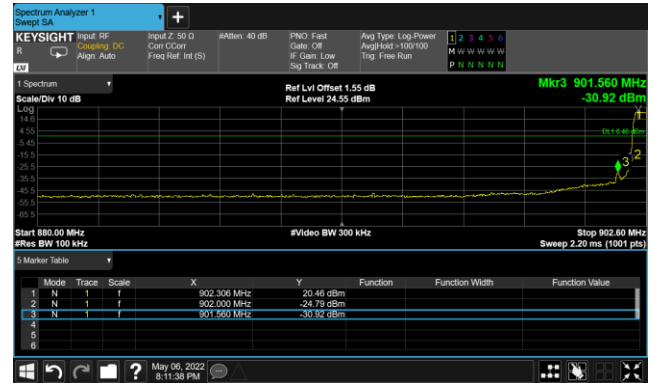 Spectrum Analyzer 1
Swept SA
+
KEYSIGHT Input: RF Input Z: 50 Ω #Atten: 40 dB PNO: Fast Avg Type: Log-Power 1 2 3 4 5 6
R Coupling: DC Corr CCorr Gate: Off Avg|Hold:>100/100 M W W W W W
Align: Auto Freq Ref: Int (S) IF Gain: Low Trig: Free Run
LXI Sig Track: Off P N N N N N
1 Spectrum Ref Lvl Offset 1.55 dB Mkr3 901.560 MHz
Scale/Div 10 dB Ref Level 24.55 dBm -30.92 dBm
Log
14.6
4.55
DL1 0.46 dBm
-5.45
-15.5
-25.5
-35.5
-45.5
-55.5
-65.5
1
2
3
Start 880.00 MHz #Video BW 300 kHz Stop 902.60 MHz
#Res BW 100 kHz Sweep 2.20 ms (1001 pts)
5 Marker Table
Mode Trace Scale X Y Function Function Width Function Value
1 N 1 f 902.306 MHz 20.46 dBm
2 N 1 f 902.000 MHz -24.79 dBm
3 N 1 f 901.560 MHz -30.92 dBm
4
5
6
? May 06, 2022
8:11:38 PM